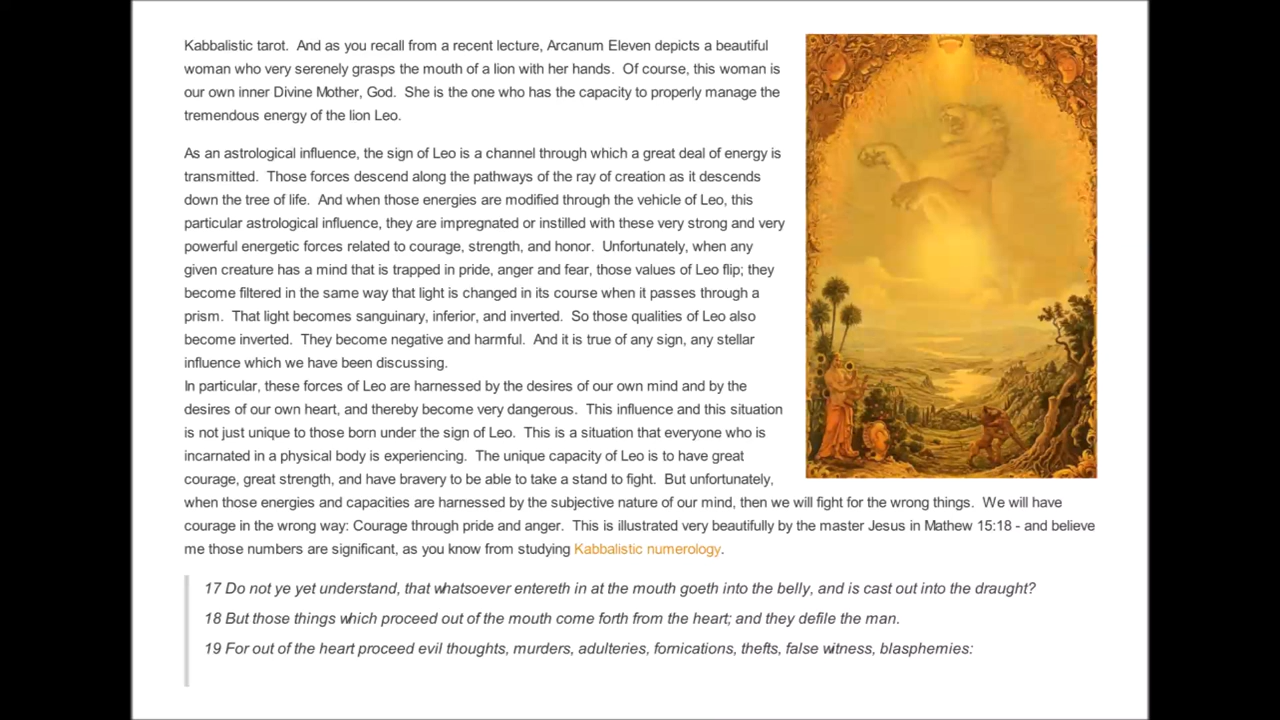 Kabbalistic tarot.  And as you recall from a recent lecture, Arcanum Eleven depicts a beautiful
woman who very serenely grasps the mouth of a lion with her hands.  Of course, this woman is
our own inner Divine Mother, God.  She is the one who has the capacity to properly manage the
tremendous energy of the lion Leo.
As an astrological influence, the sign of Leo is a channel through which a great deal of energy is
transmitted.  Those forces descend along the pathways of the ray of creation as it descends
down the tree of life.  And when those energies are modified through the vehicle of Leo, this
particular astrological influence, they are impregnated or instilled with these very strong and very
powerful energetic forces related to courage, strength, and honor.  Unfortunately, when any
given creature has a mind that is trapped in pride, anger and fear, those values of Leo flip; they
become filtered in the same way that light is changed in its course when it passes through a
prism.  That light becomes sanguinary, inferior, and inverted.  So those qualities of Leo also
become inverted.  They become negative and harmful.  And it is true of any sign, any stellar
influence which we have been discussing.
In particular, these forces of Leo are harnessed by the desires of our own mind and by the
desires of our own heart, and thereby become very dangerous.  This influence and this situation
is not just unique to those born under the sign of Leo.  This is a situation that everyone who is
incarnated in a physical body is experiencing.  The unique capacity of Leo is to have great
courage, great strength, and have bravery to be able to take a stand to fight.  But unfortunately,
when those energies and capacities are harnessed by the subjective nature of our mind, then we will fight for the wrong things.  We will have
courage in the wrong way: Courage through pride and anger.  This is illustrated very beautifully by the master Jesus in Mathew 15:18 - and believe
me those numbers are significant, as you know from studying Kabbalistic numerology.
17 Do not ye yet understand, that whatsoever entereth in at the mouth goeth into the belly, and is cast out into the draught?
18 But those things which proceed out of the mouth come forth from the heart; and they defile the man.
19 For out of the heart proceed evil thoughts, murders, adulteries, fornications, thefts, false witness, blasphemies: